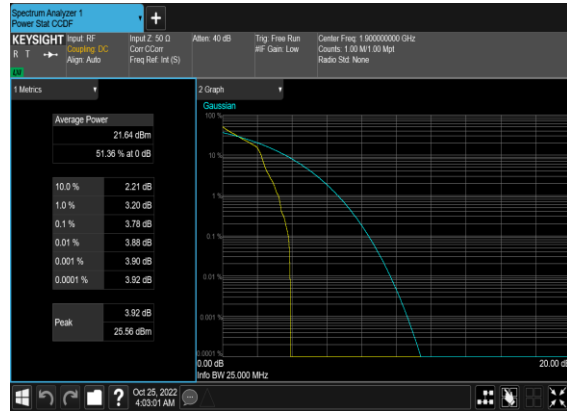 Spectrum Analyzer 1
Power Stat CCDF
KEYSIGHT
R T
LXI
Input: RF
Coupling: DC
Align: Auto
Input Z: 50 Ω
Corr CCorr
Freq Ref: Int (S)
Atten: 40 dB
Trig: Free Run
#IF Gain: Low
Center Freq: 1.900000000 GHz
Counts: 1.00 M/1.00 Mpt
Radio Std: None
1 Metrics
Average Power
21.64 dBm
51.36 % at 0 dB
10.0 % 2.21 dB
1.0 % 3.20 dB
0.1 % 3.78 dB
0.01 % 3.88 dB
0.001 % 3.90 dB
0.0001 % 3.92 dB
Peak
3.92 dB
25.56 dBm
2 Graph
Gaussian
100 %
10 %
1 %
0.1 %
0.01 %
0.001 %
0.0001 %
0.00 dB
20.00 dB
Info BW 25.000 MHz
?
Oct 25, 2022
4:03:01 AM